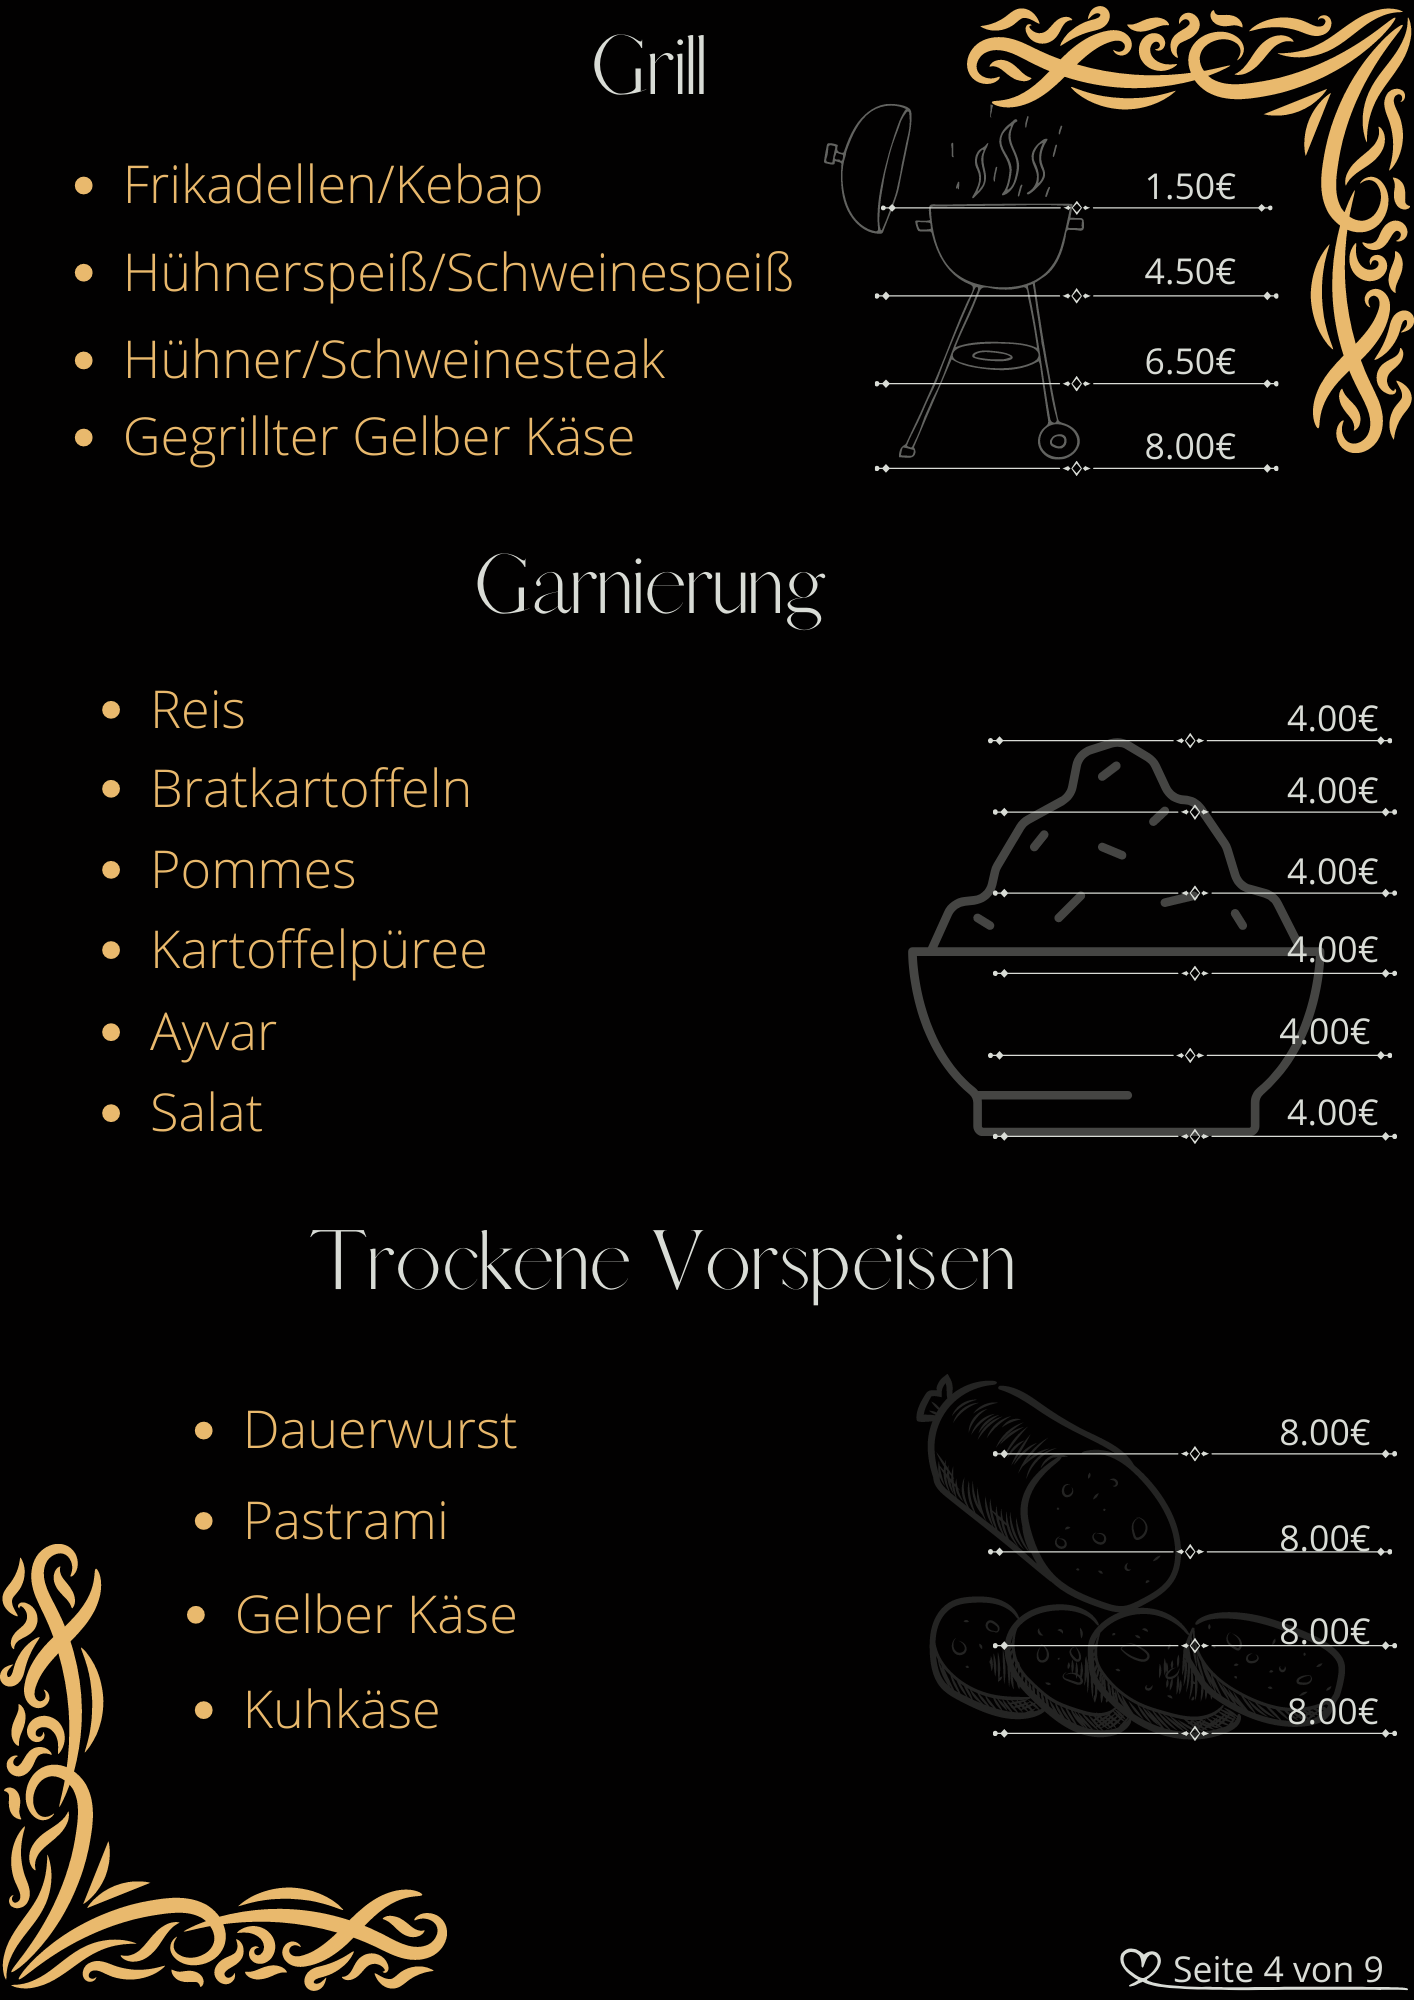 Grill
Frikadellen/Kebap 1.50€
Hühnerspeiß/Schweinespeiß 4.50€
Hühner/Schweinesteak 6.50€
Gegrillter Gelber Käse 8.00€
Garnierung
Reis 4.00€
Bratkartoffeln 4.00€
Pommes 4.00€
Kartoffelpüree 4.00€
Ayvar 4.00€
Salat 4.00€
Trockene Vorspeisen
Dauerwurst 8.00€
Pastrami 8.00€
Gelber Käse 8.00€
Kuhkäse 8.00€
Seite 4 von 9